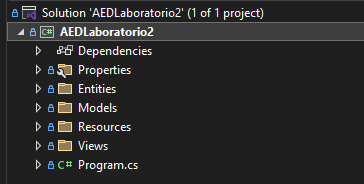 Solution 'AEDLaboratorio2' (1 of 1 project)
C# AEDLaboratorio2
Dependencies
Properties
Entities
Models
Resources
Views
C# Program.cs